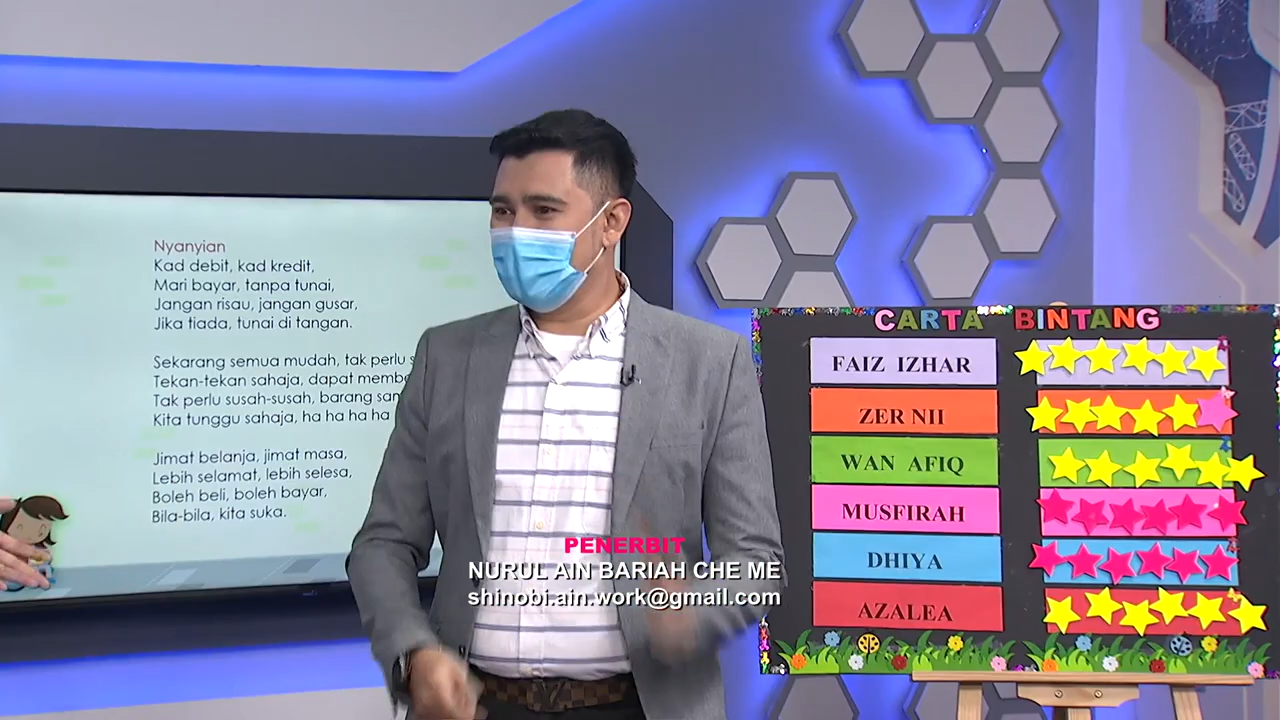 Nyanyian
Kad debit, kad kredit,
Mari bayar, tanpa tunai,
Jangan risau, jangan gusar,
Jika tiada, tunai di tangan.
Sekarang semua mudah, tak perlu
Tekan-tekan sahaja, dapat
Tak perlu susah-susah, barang
Kita tunggu sahaja, ha ha ha ha
Jimat belanja, jimat masa,
Lebih selamat, lebih selesa,
Boleh beli, boleh bayar,
Bila-bila, kita suka.
CARTA BINTANG
FAIZ IZHAR
ZER NII
WAN AFIQ
MUSFIRAH
DHIYA
AZALEA
PENERBIT
NURUL AIN BARIAH CHE ME
shinobi.ain.work@gmail.com